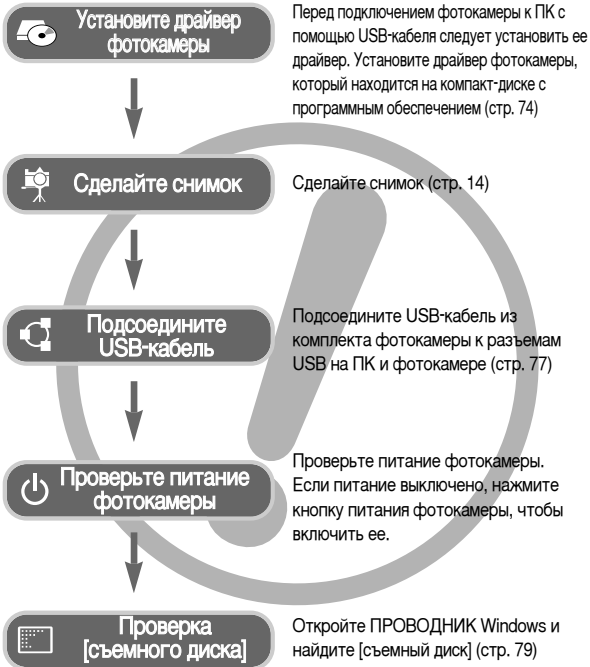 Установите драйвер
фотокамеры
Перед подключением фотокамеры к ПК с
помощью USB-кабеля следует установить ее
драйвер. Установите драйвер фотокамеры,
который находится на компакт-диске с
программным обеспечением (стр. 74)
Сделайте снимок
Сделайте снимок (стр. 14)
Подсоедините
USB-кабель
Подсоедините USB-кабель из
комплекта фотокамеры к разъемам
USB на ПК и фотокамере (стр. 77)
Проверьте питание
фотокамеры
Проверьте питание фотокамеры.
Если питание выключено, нажмите
кнопку питания фотокамеры, чтобы
включить ее.
Проверка
[съемного диска]
Откройте ПРОВОДНИК Windows и
найдите [съемный диск] (стр. 79)